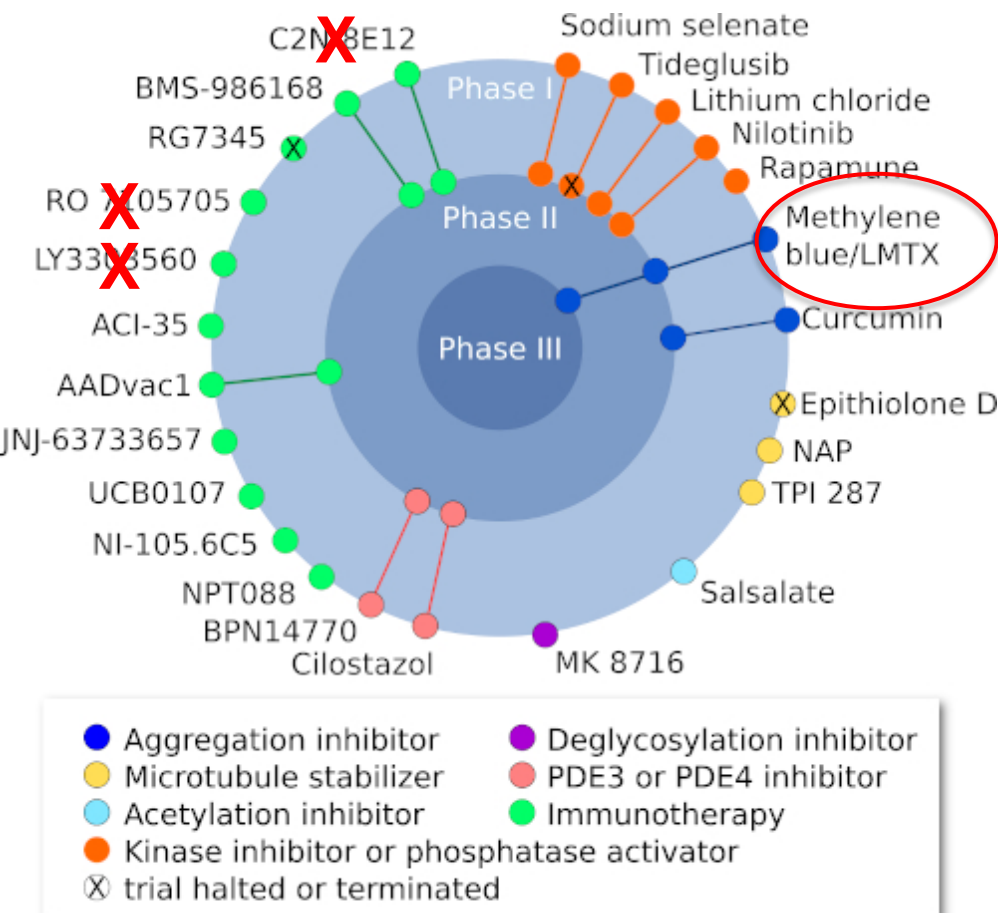 C2N 8E12
Sodium selenate
BMS-986168
Phase I
Tideglusib
Lithium chloride
RG7345
Nilotinib
Rapamune
RO 7105705
Phase II
Methylene
blue/LMTX
LY3303560
ACI-35
Phase III
Curcumin
AADvac1
Epithiolone D
JNJ-63733657
NAP
UCB0107
TPI 287
NI-105.6C5
NPT088
Salsalate
BPN14770
Cilostazol
MK 8716
Aggregation inhibitor
Deglycosylation inhibitor
Microtubule stabilizer
PDE3 or PDE4 inhibitor
Acetylation inhibitor
Immunotherapy
Kinase inhibitor or phosphatase activator
X trial halted or terminated